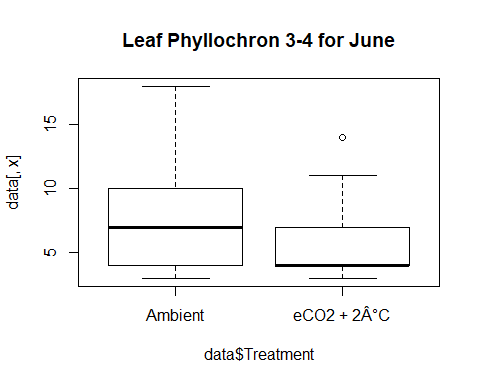 Leaf Phyllochron 3-4 for June
data[, x]
15
10
5
Ambient
eCO2 + 2Â°C
data$Treatment